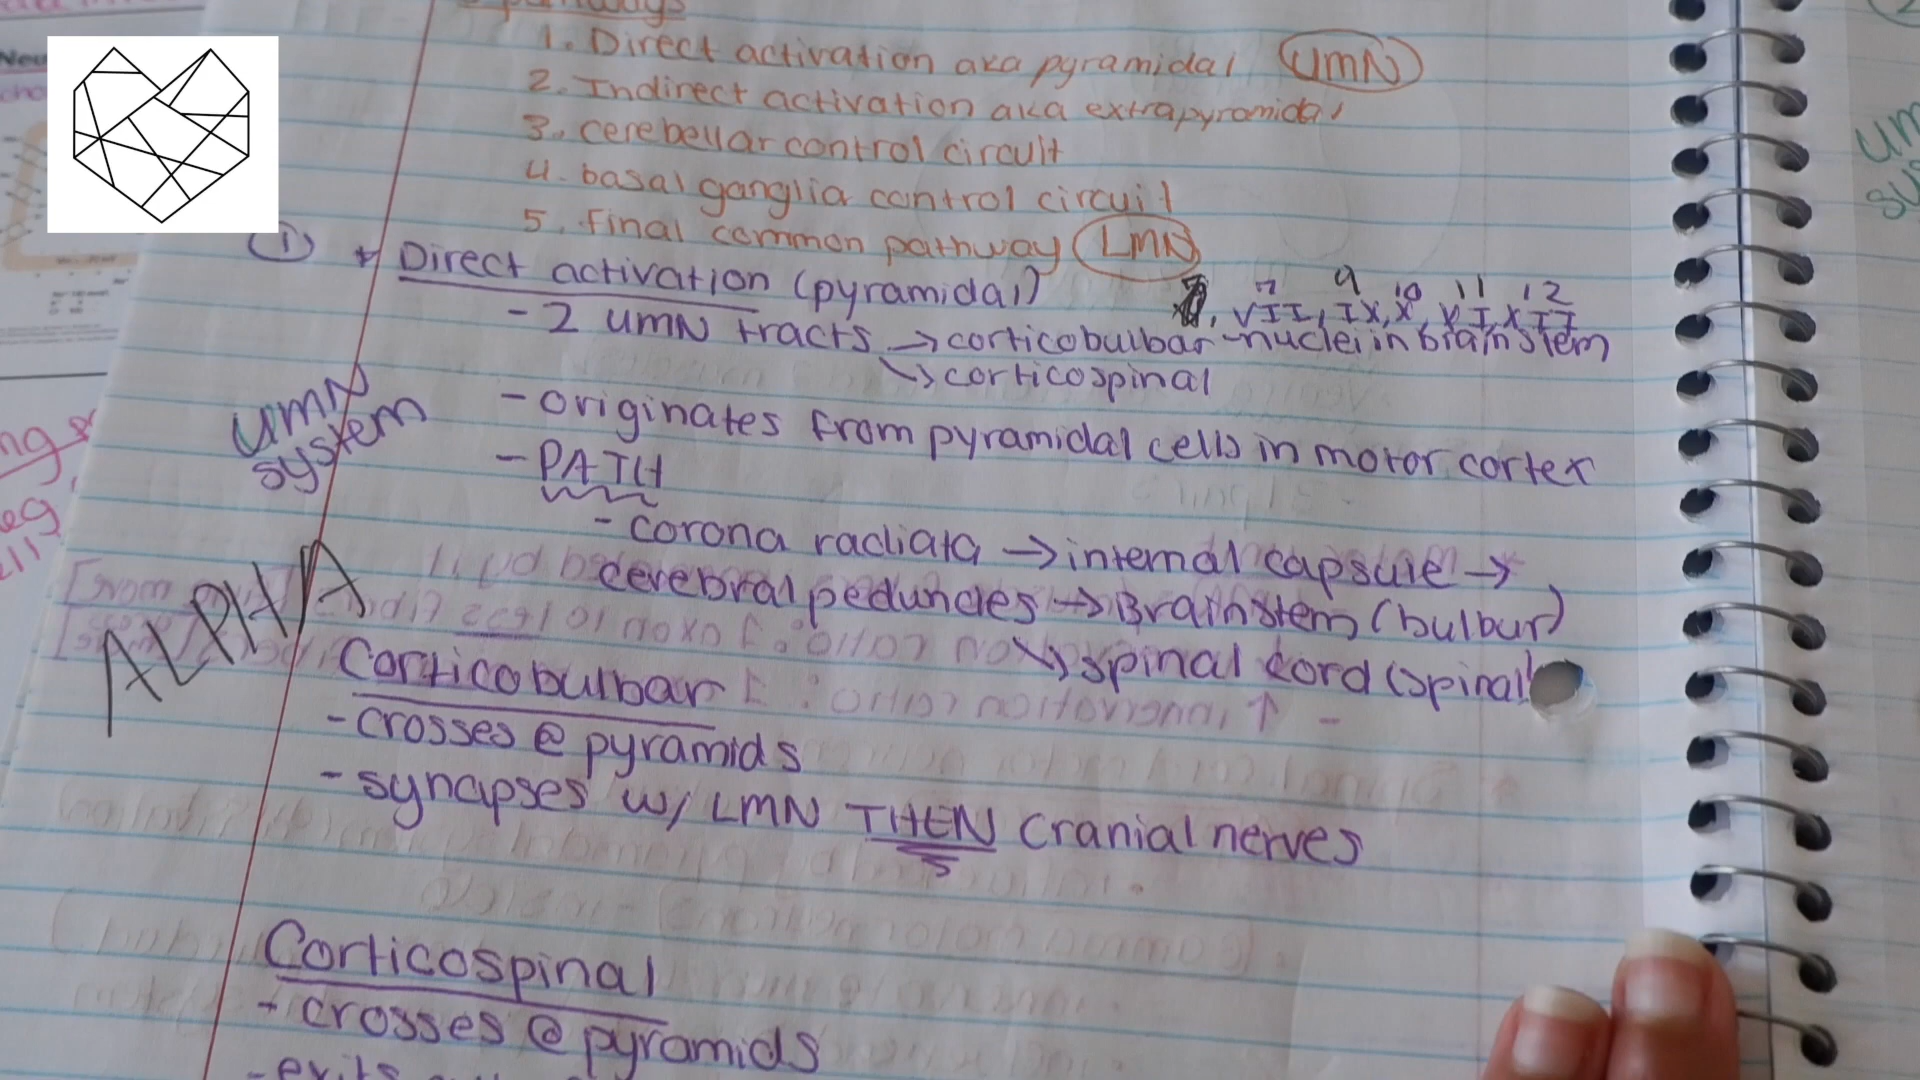 pathways
1. Direct activation aka pyramidal UMN
2. Indirect activation aka extrapyramidal
3. cerebellar control circuit
4. basal ganglia control circuit
5. final common pathway LMN
1 * Direct activation (pyramidal)
7 9 10 11 12
VII, IX, X, XI, XII
- 2 UMN tracts → corticobulbar - nuclei in brainstem
↘ corticospinal
UMN system
- originates from pyramidal cells in motor cortex
- PATH
- corona radiata → internal capsule →
cerebral peduncles → Brainstem (bulbar)
↘ spinal cord (spinal)
ALPHA
Corticobulbar
- crosses @ pyramids
- synapses w/ LMN THEN cranial nerves
Corticospinal
- crosses @ pyramids
- exits